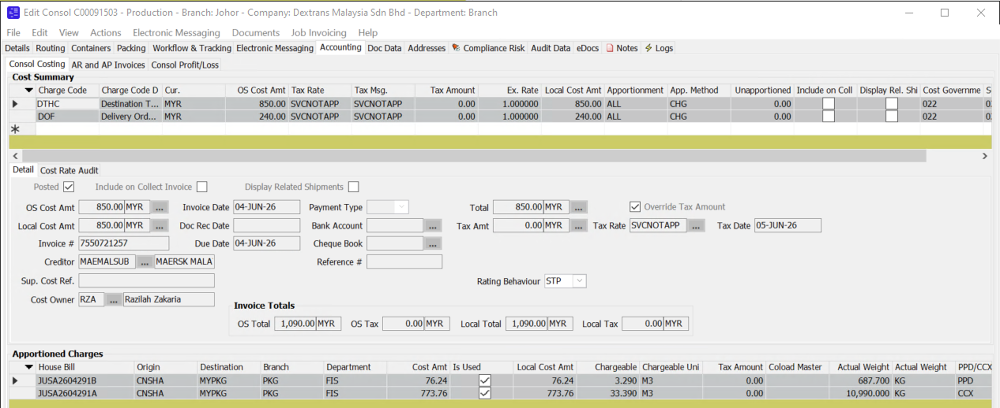 Edit Consol C00091503 - Production - Branch: Johor - Company: Dextrans Malaysia Sdn Bhd - Department: Branch
File Edit View Actions Electronic Messaging Documents Job Invoicing Help
Details Routing Containers Packing Workflow & Tracking Electronic Messaging Accounting Doc Data Addresses Compliance Risk Audit Data eDocs Notes Logs
Consol Costing AR and AP Invoices Consol Profit/Loss
Cost Summary
Charge Code Charge Code D Cur. OS Cost Amt Tax Rate Tax Msg. Tax Amount Ex. Rate Local Cost Amt Apportionment App. Method Unapportioned Include on Coll Display Rel. Shi Cost Governme S
DTHC Destination T... MYR 850.00 SVCNOTAPP SVCNOTAPP 0.00 1.000000 850.00 ALL CHG 0.00 022 0
DOF Delivery Ord... MYR 240.00 SVCNOTAPP SVCNOTAPP 0.00 1.000000 240.00 ALL CHG 0.00 022 0
Detail Cost Rate Audit
Posted Include on Collect Invoice Display Related Shipments
OS Cost Amt 850.00 MYR ... Invoice Date 04-JUN-26 Payment Type Total 850.00 MYR ... Override Tax Amount
Local Cost Amt 850.00 MYR ... Doc Rec Date Bank Account ... Tax Amt 0.00 MYR ... Tax Rate SVCNOTAPP ... Tax Date 05-JUN-26
Invoice # 7550721257 Due Date 04-JUN-26 Cheque Book ...
Creditor MAEMALSUB ... MAERSK MALA Reference #
Sup. Cost Ref. Rating Behaviour STP
Cost Owner RZA ... Razilah Zakaria
Invoice Totals
OS Total 1,090.00 MYR OS Tax 0.00 MYR Local Total 1,090.00 MYR Local Tax 0.00 MYR
Apportioned Charges
House Bill Origin Destination Branch Department Cost Amt Is Used Local Cost Amt Chargeable Chargeable Uni Tax Amount Coload Master Actual Weight Actual Weight PPD/CCX
JUSA2604291B CNSHA MYPKG PKG FIS 76.24 76.24 3.290 M3 0.00 687.700 KG PPD
JUSA2604291A CNSHA MYPKG PKG FIS 773.76 773.76 33.390 M3 0.00 10,990.000 KG CCX